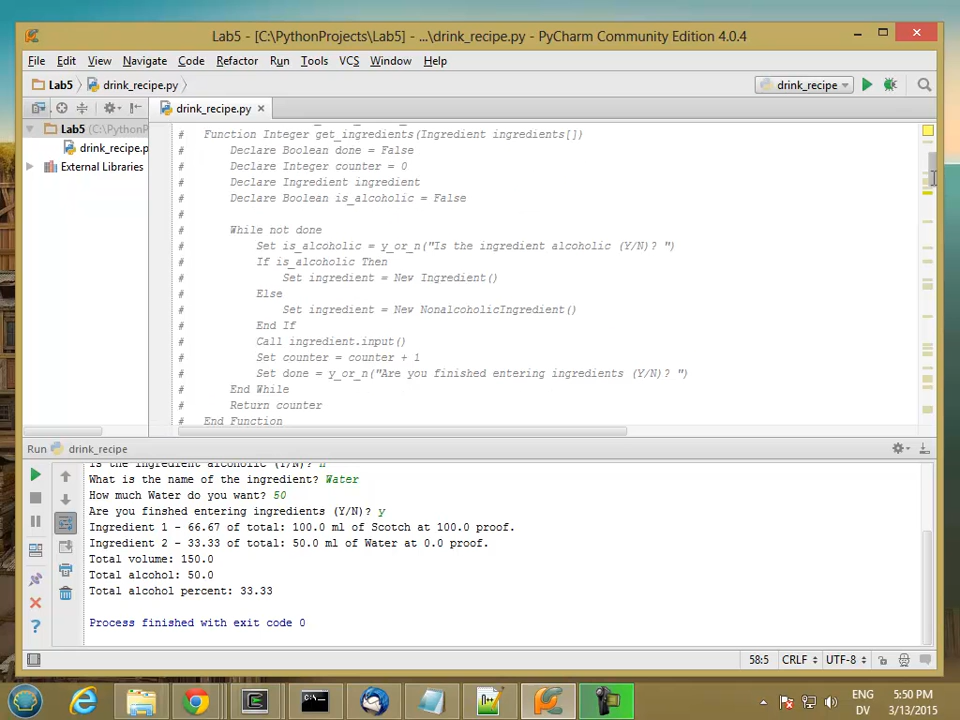 Lab5 - [C:\PythonProjects\Lab5] - ...\drink_recipe.py - PyCharm Community Edition 4.0.4
File Edit View Navigate Code Refactor Run Tools VCS Window Help
Lab5 drink_recipe.py drink_recipe
drink_recipe.py
# Function Integer get_ingredients(Ingredient ingredients[])
Lab5 (C:\PythonP
drink_recipe.p
External Libraries
# Declare Boolean done = False
# Declare Integer counter = 0
# Declare Ingredient ingredient
# Declare Boolean is_alcoholic = False
#
# While not done
# Set is_alcoholic = y_or_n("Is the ingredient alcoholic (Y/N)? ")
# If is_alcoholic Then
# Set ingredient = New Ingredient()
# Else
# Set ingredient = New NonalcoholicIngredient()
# End If
# Call ingredient.input()
# Set counter = counter + 1
# Set done = y_or_n("Are you finished entering ingredients (Y/N)? ")
# End While
# Return counter
# End Function
Run drink_recipe
Is the ingredient alcoholic (Y/N)? n
What is the name of the ingredient? Water
How much Water do you want? 50
Are you finshed entering ingredients (Y/N)? y
Ingredient 1 - 66.67 of total: 100.0 ml of Scotch at 100.0 proof.
Ingredient 2 - 33.33 of total: 50.0 ml of Water at 0.0 proof.
Total volume: 150.0
Total alcohol: 50.0
Total alcohol percent: 33.33
Process finished with exit code 0
58:5 CRLF UTF-8
ENG 5:50 PM
DV 3/13/2015